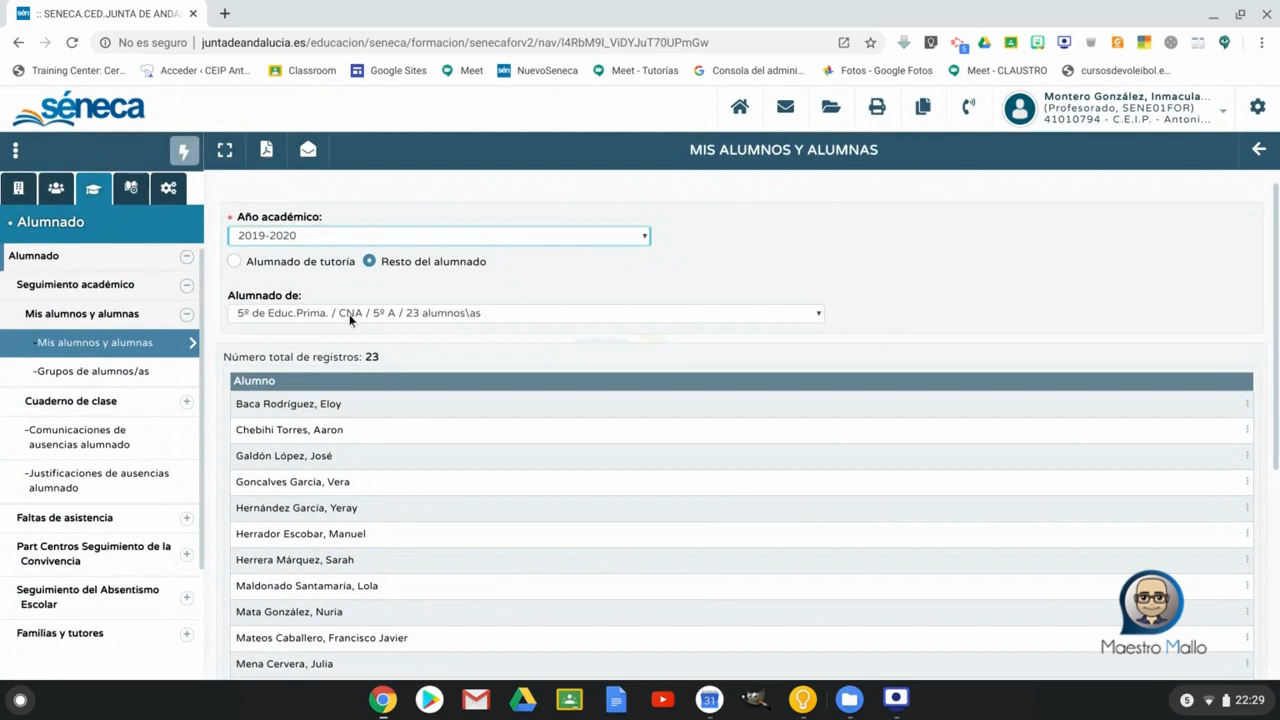 :: SENECA.CED.JUNTA DE ANDA
No es seguro juntadeandalucia.es/educacion/seneca/formacion/senecaforv2/nav/l4RbM9I_ViDYJuT70UPmGw
Training Center: Cer... Acceder ‹ CEIP Ant... Classroom Google Sites Meet NuevoSeneca Meet - Tutorías Consola del admini... Fotos - Google Fotos Meet - CLAUSTRO cursosdevoleibol.e...
séneca
Montero González, Inmacula...
(Profesorado, SENE01FOR)
41010794 - C.E.I.P. - Antoni...
MIS ALUMNOS Y ALUMNAS
• Alumnado
Alumnado
Seguimiento académico
Mis alumnos y alumnas
-Mis alumnos y alumnas
-Grupos de alumnos/as
Cuaderno de clase
-Comunicaciones de
ausencias alumnado
-Justificaciones de ausencias
alumnado
Faltas de asistencia
Part Centros Seguimiento de la
Convivencia
Seguimiento del Absentismo
Escolar
Familias y tutores
* Año académico:
2019-2020
Alumnado de tutoría Resto del alumnado
Alumnado de:
5º de Educ.Prima. / CNA / 5º A / 23 alumnos\as
Número total de registros: 23
Alumno
Baca Rodríguez, Eloy
Chebihi Torres, Aaron
Galdón López, José
Goncalves García, Vera
Hernández García, Yeray
Herrador Escobar, Manuel
Herrera Márquez, Sarah
Maldonado Santamaria, Lola
Mata González, Nuria
Mateos Caballero, Francisco Javier
Mena Cervera, Julia
Maestro Mallo
31
5 22:29